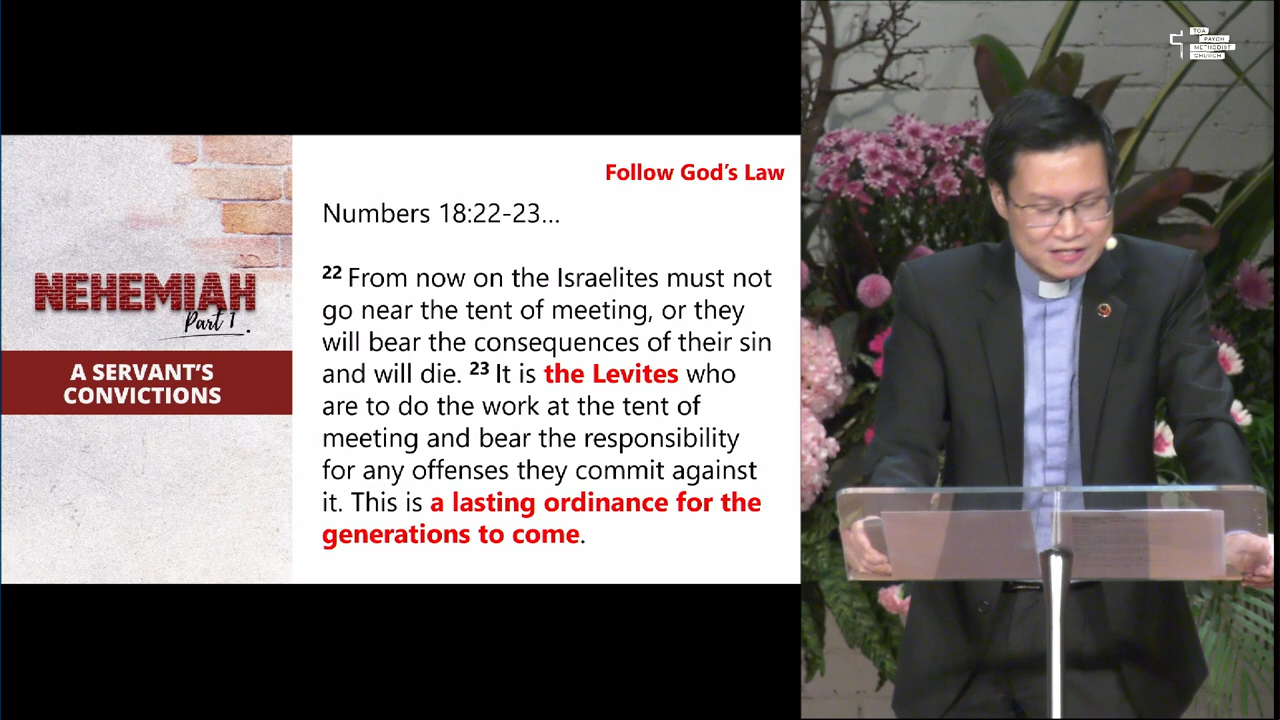 Follow God's Law
Numbers 18:22-23...
22 From now on the Israelites must not
go near the tent of meeting, or they
will bear the consequences of their sin
and will die. 23 It is the Levites who
are to do the work at the tent of
meeting and bear the responsibility
for any offenses they commit against
it. This is a lasting ordinance for the
generations to come.
NEHEMIAH
Part 1.
A SERVANT'S
CONVICTIONS
TOA
PAYOH
METHODIST
CHURCH